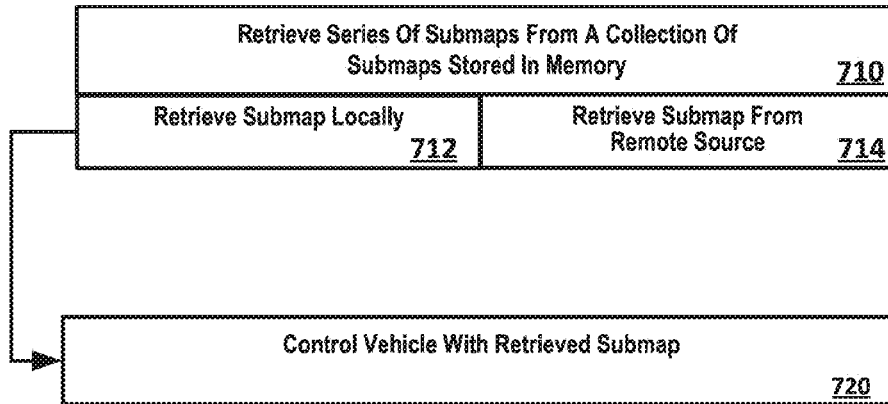 Retrieve Series Of Submaps From A Collection Of
Submaps Stored In Memory
710
Retrieve Submap Locally
712
Retrieve Submap From
Remote Source
714
Control Vehicle With Retrieved Submap
720